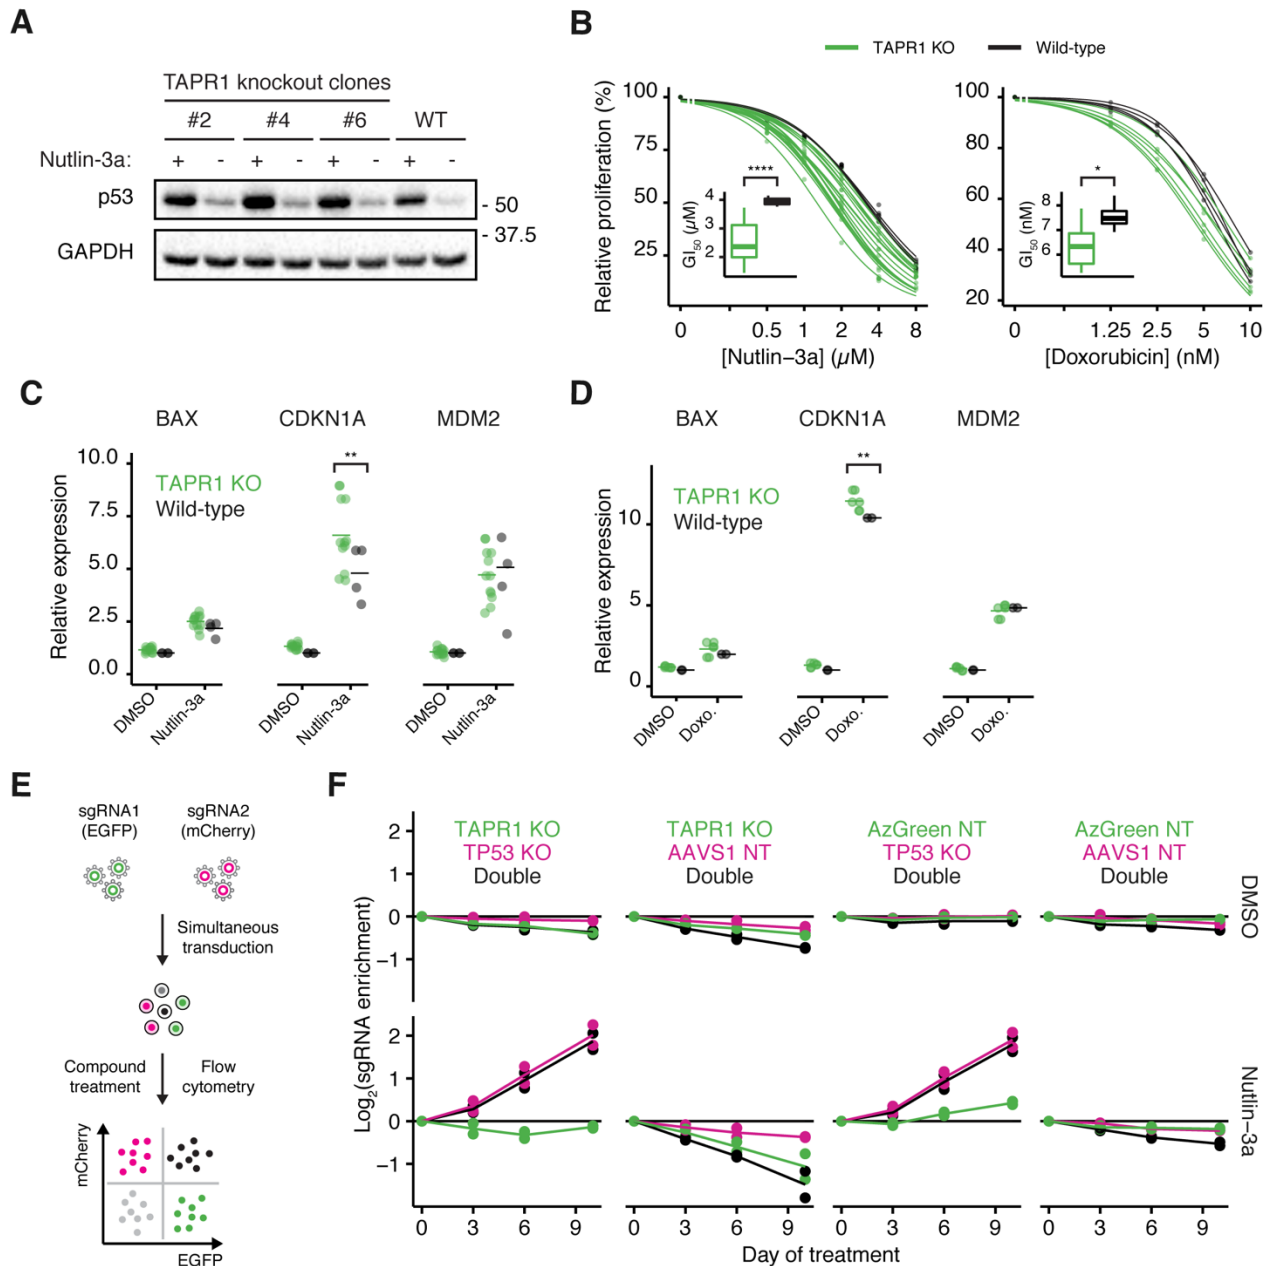 A
TAPR1 knockout clones
#2 #4 #6 WT
Nutlin-3a: + - + - + - + -
p53
- 50
- 37.5
GAPDH
B
TAPR1 KO Wild-type
Relative proliferation (%)
100
75
50
25
****
GI50 (µM)
4
3
2
0 0.5 1 2 4 8
[Nutlin−3a] (µM)
100
80
60
40
20
*
GI50 (nM)
8
7
6
0 1.25 2.5 5 10
[Doxorubicin] (nM)
C
BAX CDKN1A MDM2
Relative expression
10.0
7.5
5.0
2.5
0.0
TAPR1 KO
Wild-type
**
DMSO Nutlin-3a DMSO Nutlin-3a DMSO Nutlin-3a
D
BAX CDKN1A MDM2
Relative expression
10
5
0
TAPR1 KO
Wild-type
**
DMSO Doxo. DMSO Doxo. DMSO Doxo.
E
sgRNA1 sgRNA2
(EGFP) (mCherry)
Simultaneous
transduction
Compound Flow
treatment cytometry
mCherry
EGFP
F
Log2(sgRNA enrichment)
TAPR1 KO TAPR1 KO AzGreen NT AzGreen NT
TP53 KO AAVS1 NT TP53 KO AAVS1 NT
Double Double Double Double
2
1
0
−1
DMSO
2
1
0
−1
Nutlin−3a
0 3 6 9 0 3 6 9 0 3 6 9 0 3 6 9
Day of treatment